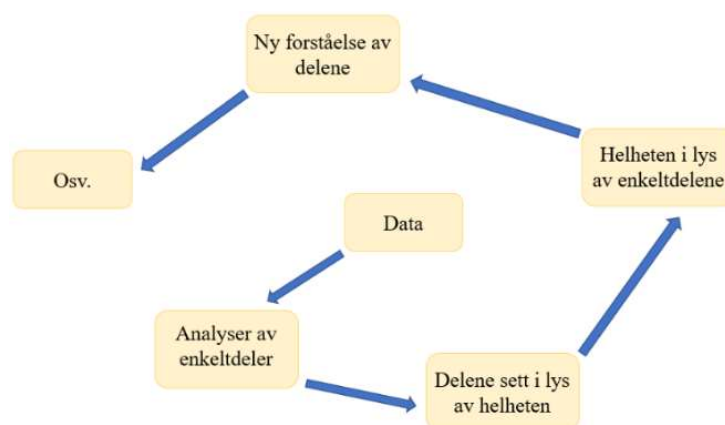 Ny forståelse av
delene
Helheten i lys
av enkeltdelene
Osv.
Data
Analyser av
enkeltdeler
Delene sett i lys
av helheten